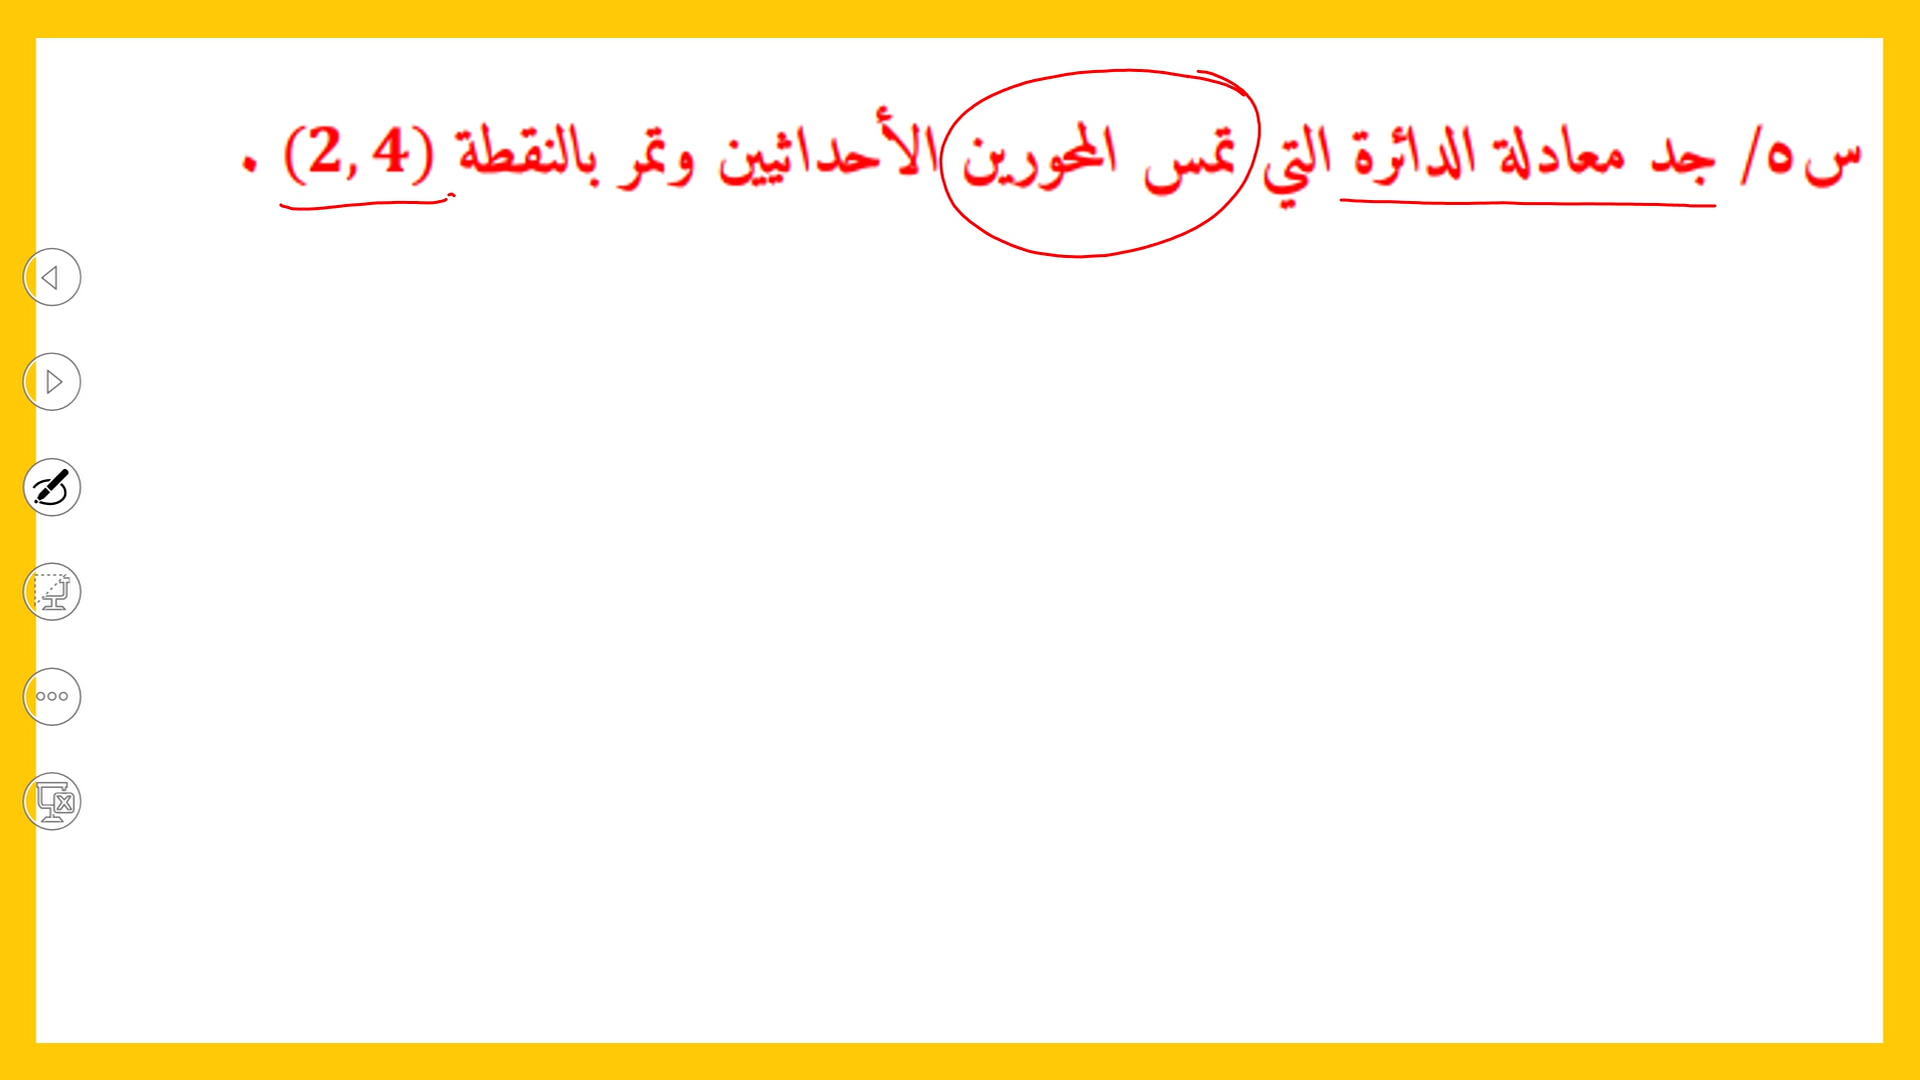 س٥/ جد معادلة الدائرة التي تمس المحورين الأحداثيين وتمر بالنقطة (2, 4) .